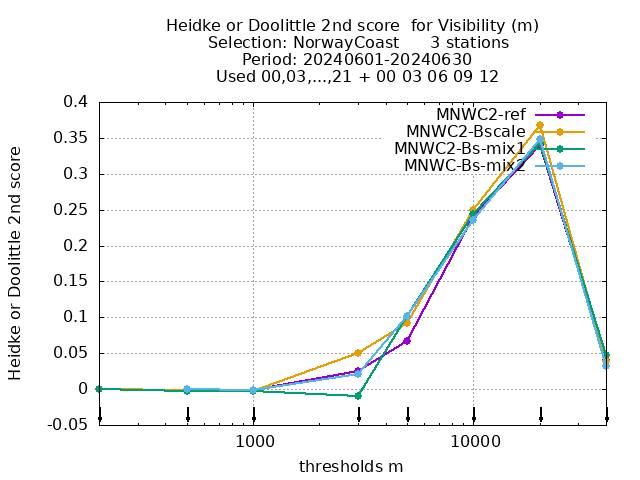 Heidke or Doolittle 2nd score  for Visibility (m)
Selection: NorwayCoast      3 stations
Period: 20240601-20240630
Used 00,03,...,21 + 00 03 06 09 12
MNWC2-ref
MNWC2-Bscale
MNWC2-Bs-mix1
MNWC-Bs-mix2
Heidke or Doolittle 2nd score
0.4
0.35
0.3
0.25
0.2
0.15
0.1
0.05
0
-0.05
1000
10000
thresholds m